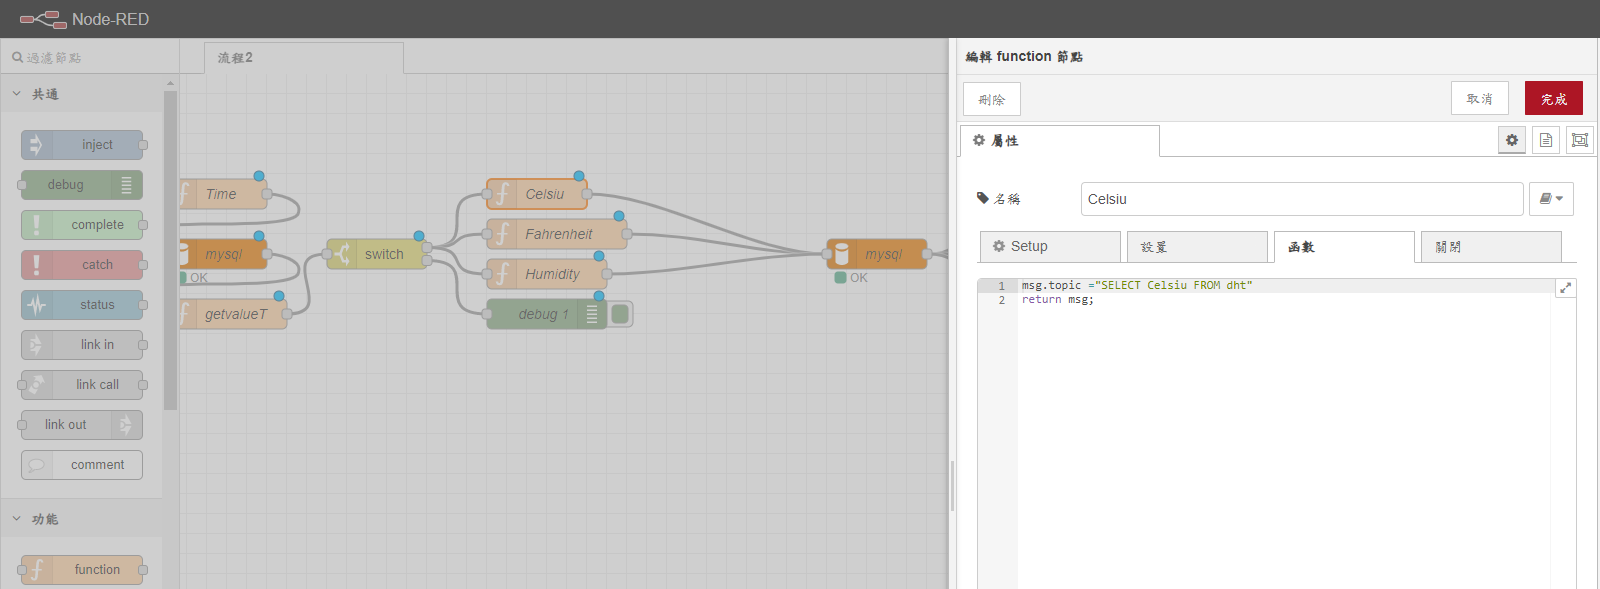 Node-RED
過濾節點
流程2
共通
inject
debug
complete
catch
status
link in
link call
link out
comment
功能
function
Time
mysql
OK
getvalueT
switch
Celsiu
Fahrenheit
Humidity
debug 1
mysql
OK
編輯 function 節點
刪除
取消
完成
屬性
名稱
Celsiu
Setup
設置
函數
關閉
1 msg.topic ="SELECT Celsiu FROM dht"
2 return msg;